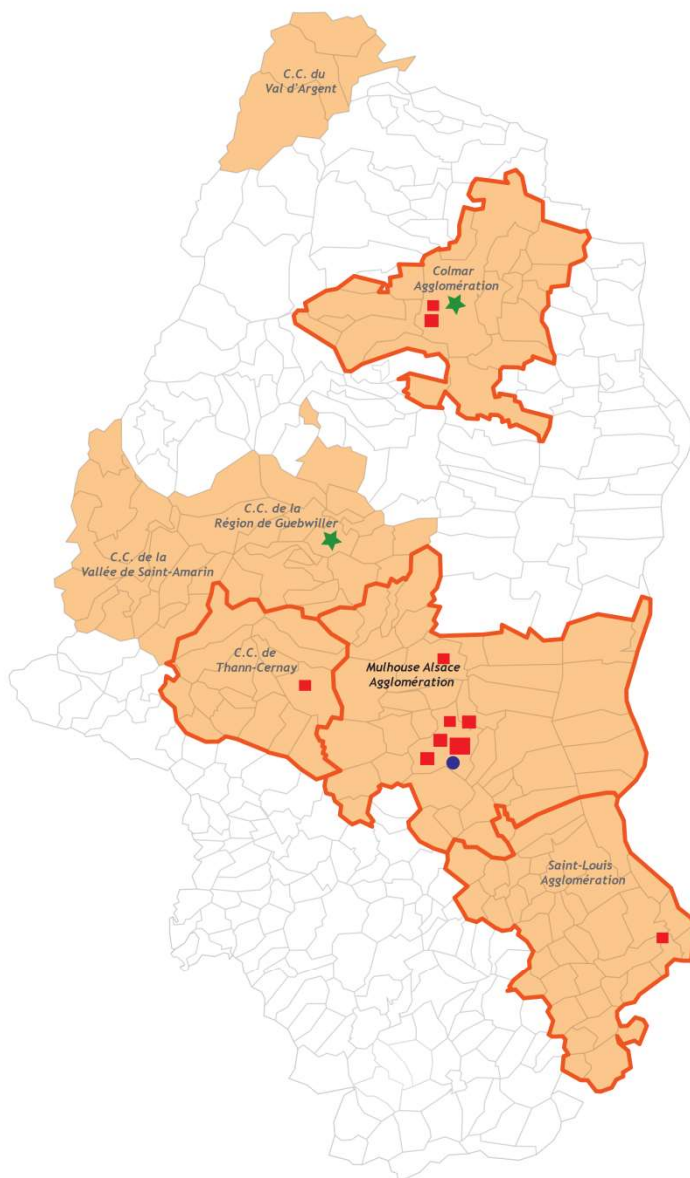 C.C. du
Val d'Argent
Colmar
Agglomération
C.C. de la
Région de Guebwiller
C.C. de la
Vallée de Saint-Amarin
C.C. de
Thann-Cernay
Mulhouse Alsace
Agglomération
Saint-Louis
Agglomération